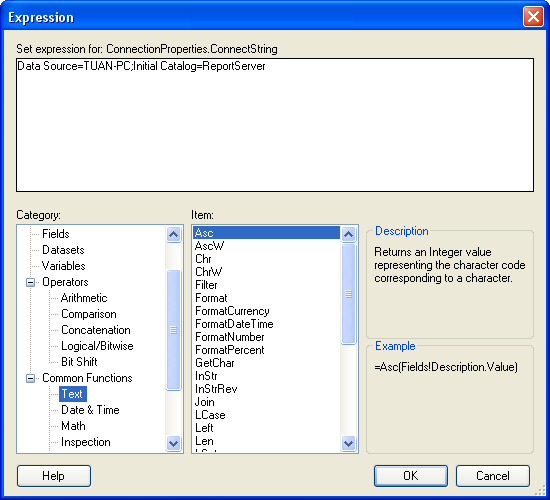 Expression
Set expression for: ConnectionProperties.ConnectString
Data Source=TUAN-PC;Initial Catalog=ReportServer
Category:
Fields
Datasets
Variables
Operators
Arithmetic
Comparison
Concatenation
Logical/Bitwise
Bit Shift
Common Functions
Text
Date & Time
Math
Inspection
Item:
Asc
AscW
Chr
ChrW
Filter
Format
FormatCurrency
FormatDateTime
FormatNumber
FormatPercent
GetChar
InStr
InStrRev
Join
LCase
Left
Len
Description
Returns an Integer value
representing the character code
corresponding to a character.
Example
=Asc(Fields!Description.Value)
Help
OK
Cancel